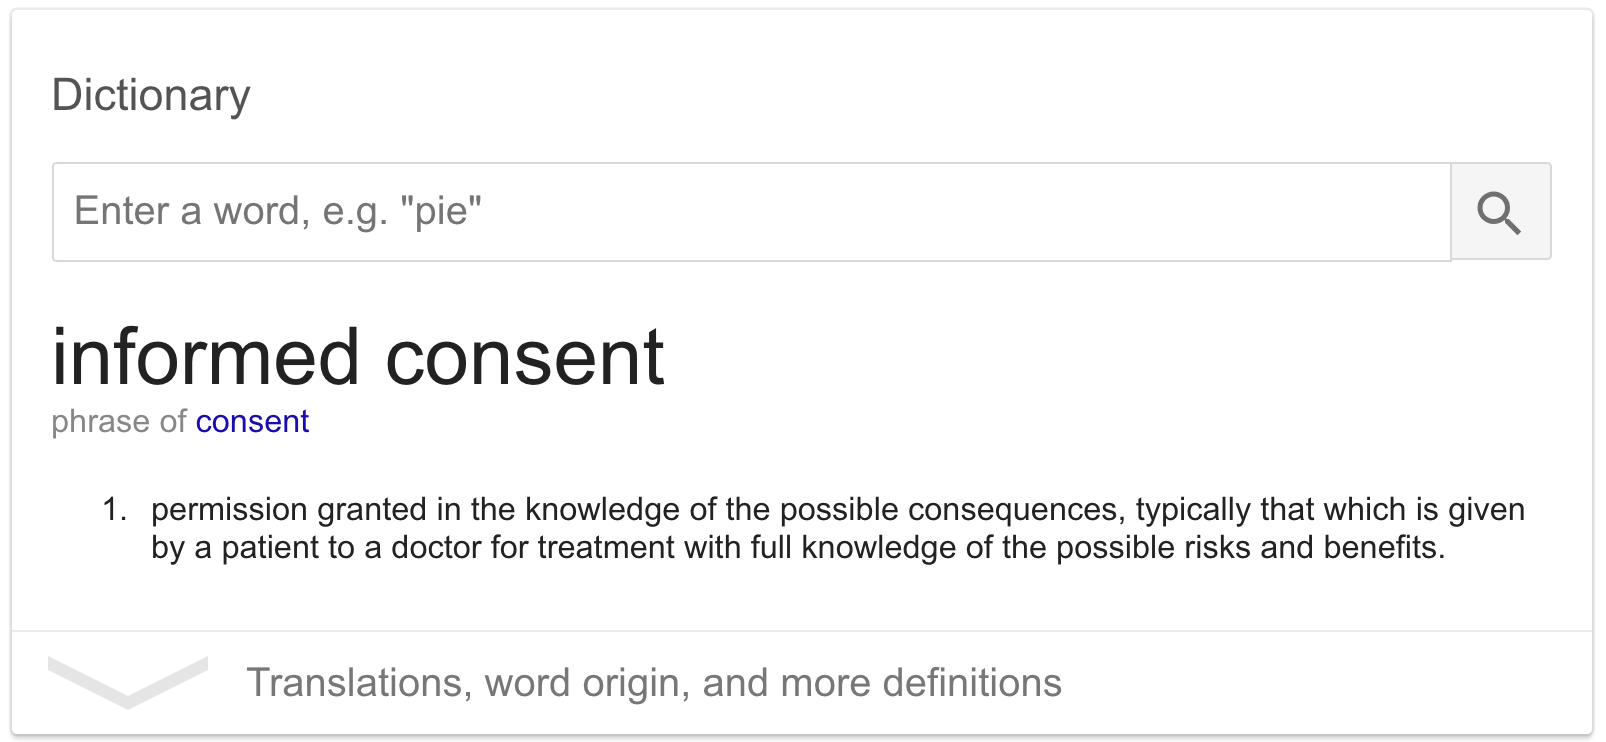 Dictionary
Enter a word, e.g. "pie"
informed consent
phrase of consent
1. permission granted in the knowledge of the possible consequences, typically that which is given
by a patient to a doctor for treatment with full knowledge of the possible risks and benefits.
Translations, word origin, and more definitions